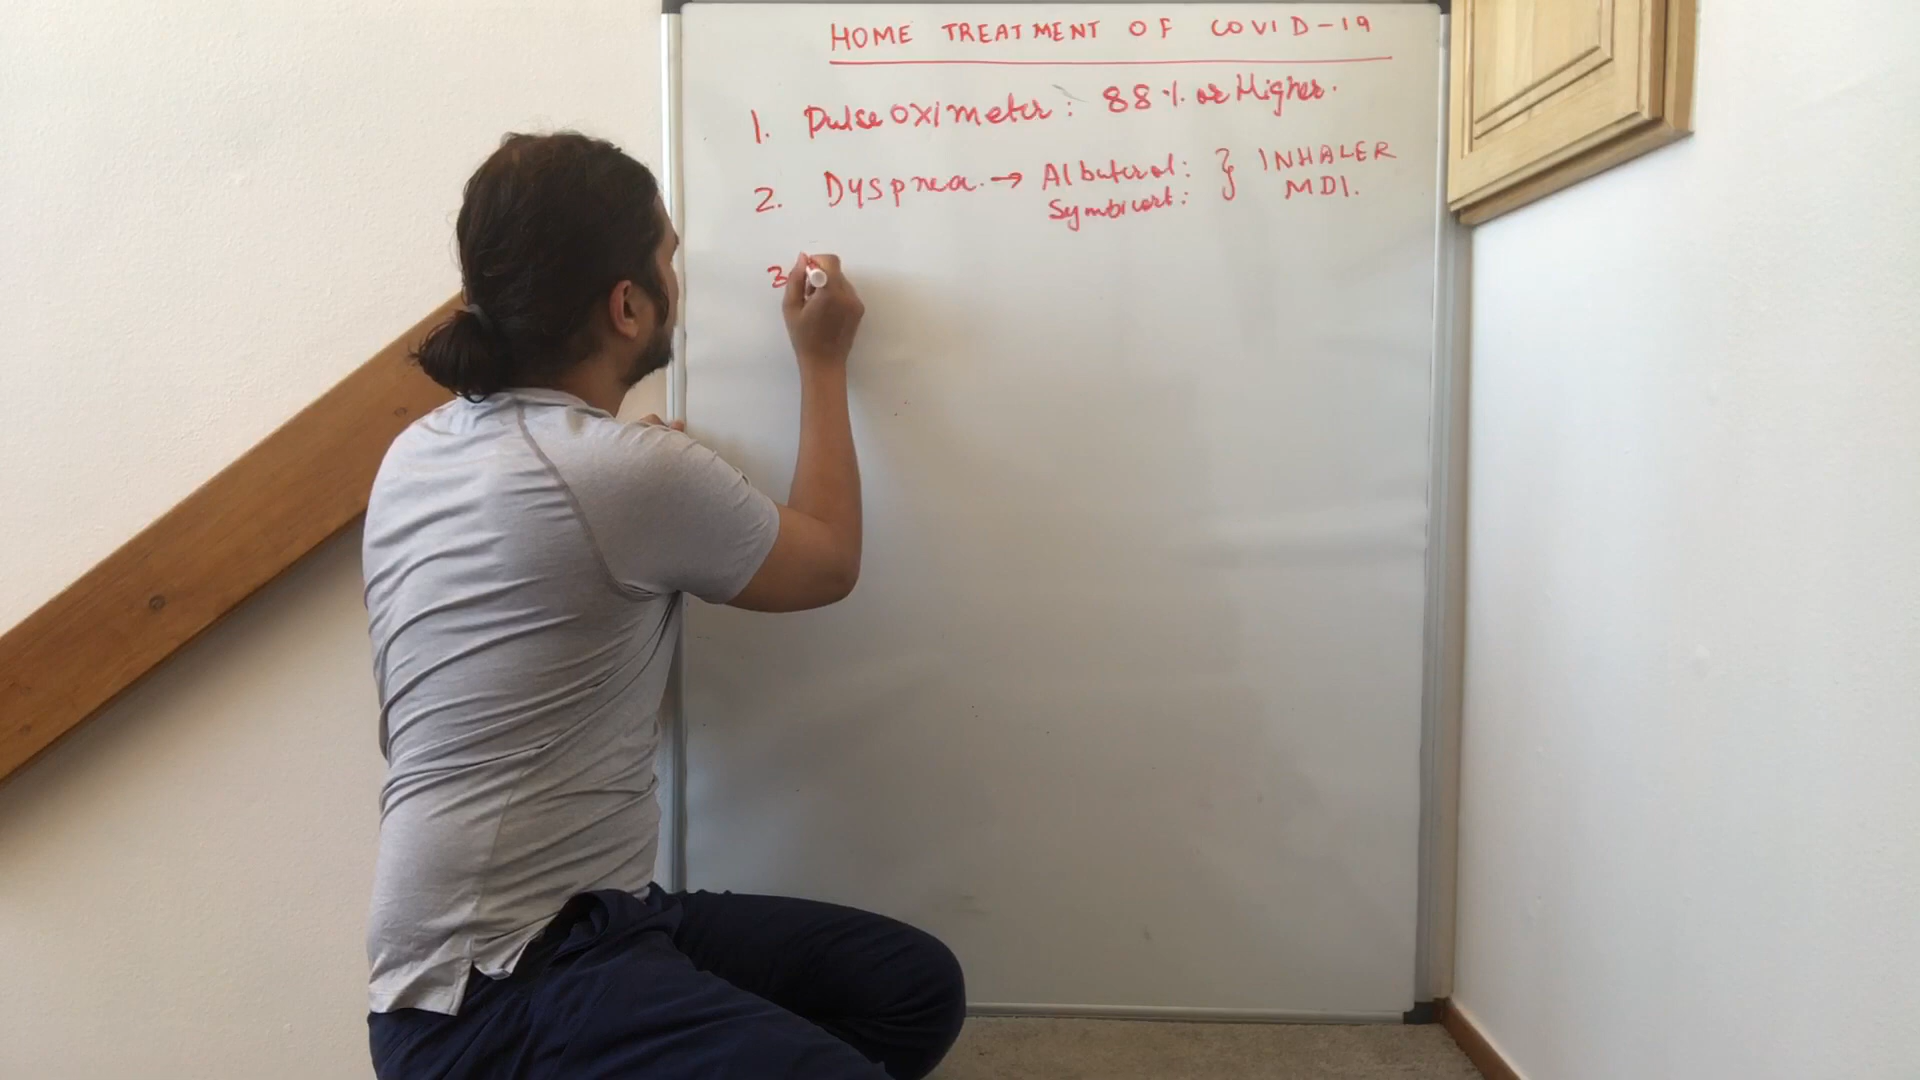 HOME TREATMENT OF COVID-19
1. Pulse oximeter: 88% or Higher.
2. Dyspnea. → Albuterol: } INHALER
Symbicort: MDI.
3